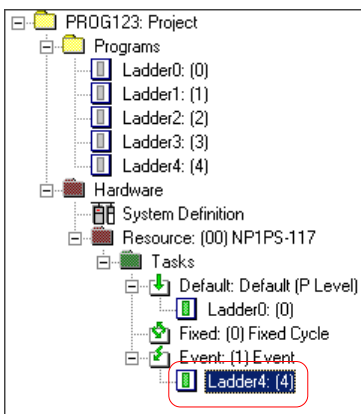 PROG123: Project
Programs
Ladder0: (0)
Ladder1: (1)
Ladder2: (2)
Ladder3: (3)
Ladder4: (4)
Hardware
System Definition
Resource: (00) NP1PS-117
Tasks
Default: Default (P Level)
Ladder0: (0)
Fixed: (0) Fixed Cycle
Event: (1) Event
Ladder4: (4)